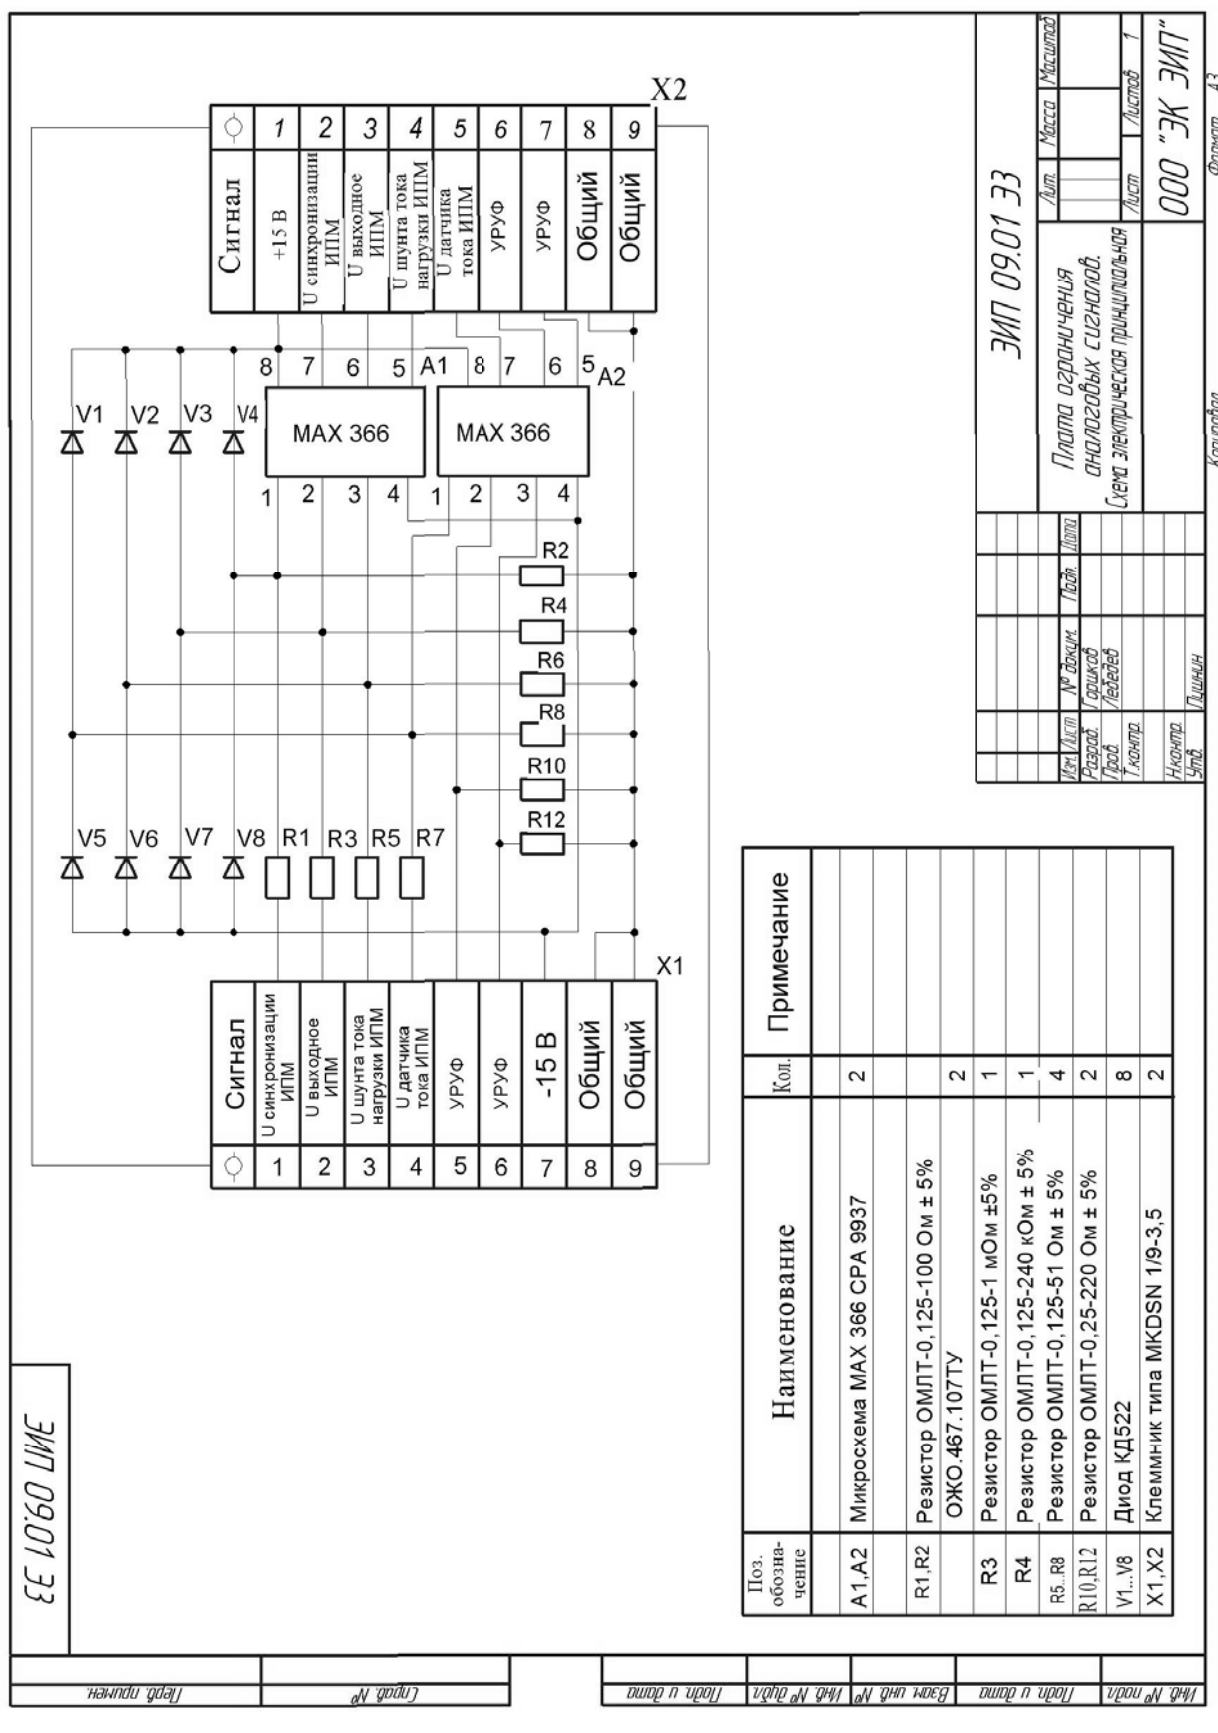 X2
1
2
3
4
5
6
7
8
9
Сигнал
+15 В
U синхронизации
ИПМ
U выходное
ИПМ
U шунта тока
нагрузки ИПМ
U датчика
тока ИПМ
УРУФ
УРУФ
Общий
Общий
8
7
6
5
A1
8
7
6
5
A2
V1
V2
V3
V4
MAX 366
MAX 366
1
2
3
4
1
2
3
4
R2
R4
R6
R8
R10
R12
V5
V6
V7
V8
R1
R3
R5
R7
X1
Сигнал
U синхронизации
ИПМ
U выходное
ИПМ
U шунта тока
нагрузки ИПМ
U датчика
тока ИПМ
УРУФ
УРУФ
-15 В
Общий
Общий
1
2
3
4
5
6
7
8
9
ЭИП 09.01 ЭЗ
Поз.
обозна-
чение
Наименование
Кол.
Примечание
A1,A2 Микросхема MAX 366 CPA 9937 2
R1,R2 Резистор ОМЛТ-0,125-100 Ом ± 5%
ОЖО.467.107ТУ 2
R3 Резистор ОМЛТ-0,125-1 мОм ±5% 1
R4 Резистор ОМЛТ-0,125-240 кОм ± 5% 1
R5...R8 Резистор ОМЛТ-0,125-51 Ом ± 5% 4
R10,R12 Резистор ОМЛТ-0,25-220 Ом ± 5% 2
V1...V8 Диод КД522 8
X1,X2 Клеммник типа MKDSN 1/9-3,5 2
ЭИП 09.01 ЭЗ
Плата ограничения
аналоговых сигналов.
Схема электрическая принципиальная
Лит.
Масса
Масштаб
Лист
Листов 1
ООО "ЭК ЭИП"
Изм.
Лист
№ докум.
Подп.
Дата
Разраб.
Горшков
Пров.
Лебедев
Т.контр.
Н.контр.
Утв.
Пушнин
Копировал
Формат А3
Перв. примен.
Справ. №
Подп. и дата
Инв. № дубл.
Взам. инв. №
Подп. и дата
Инв. № подл.